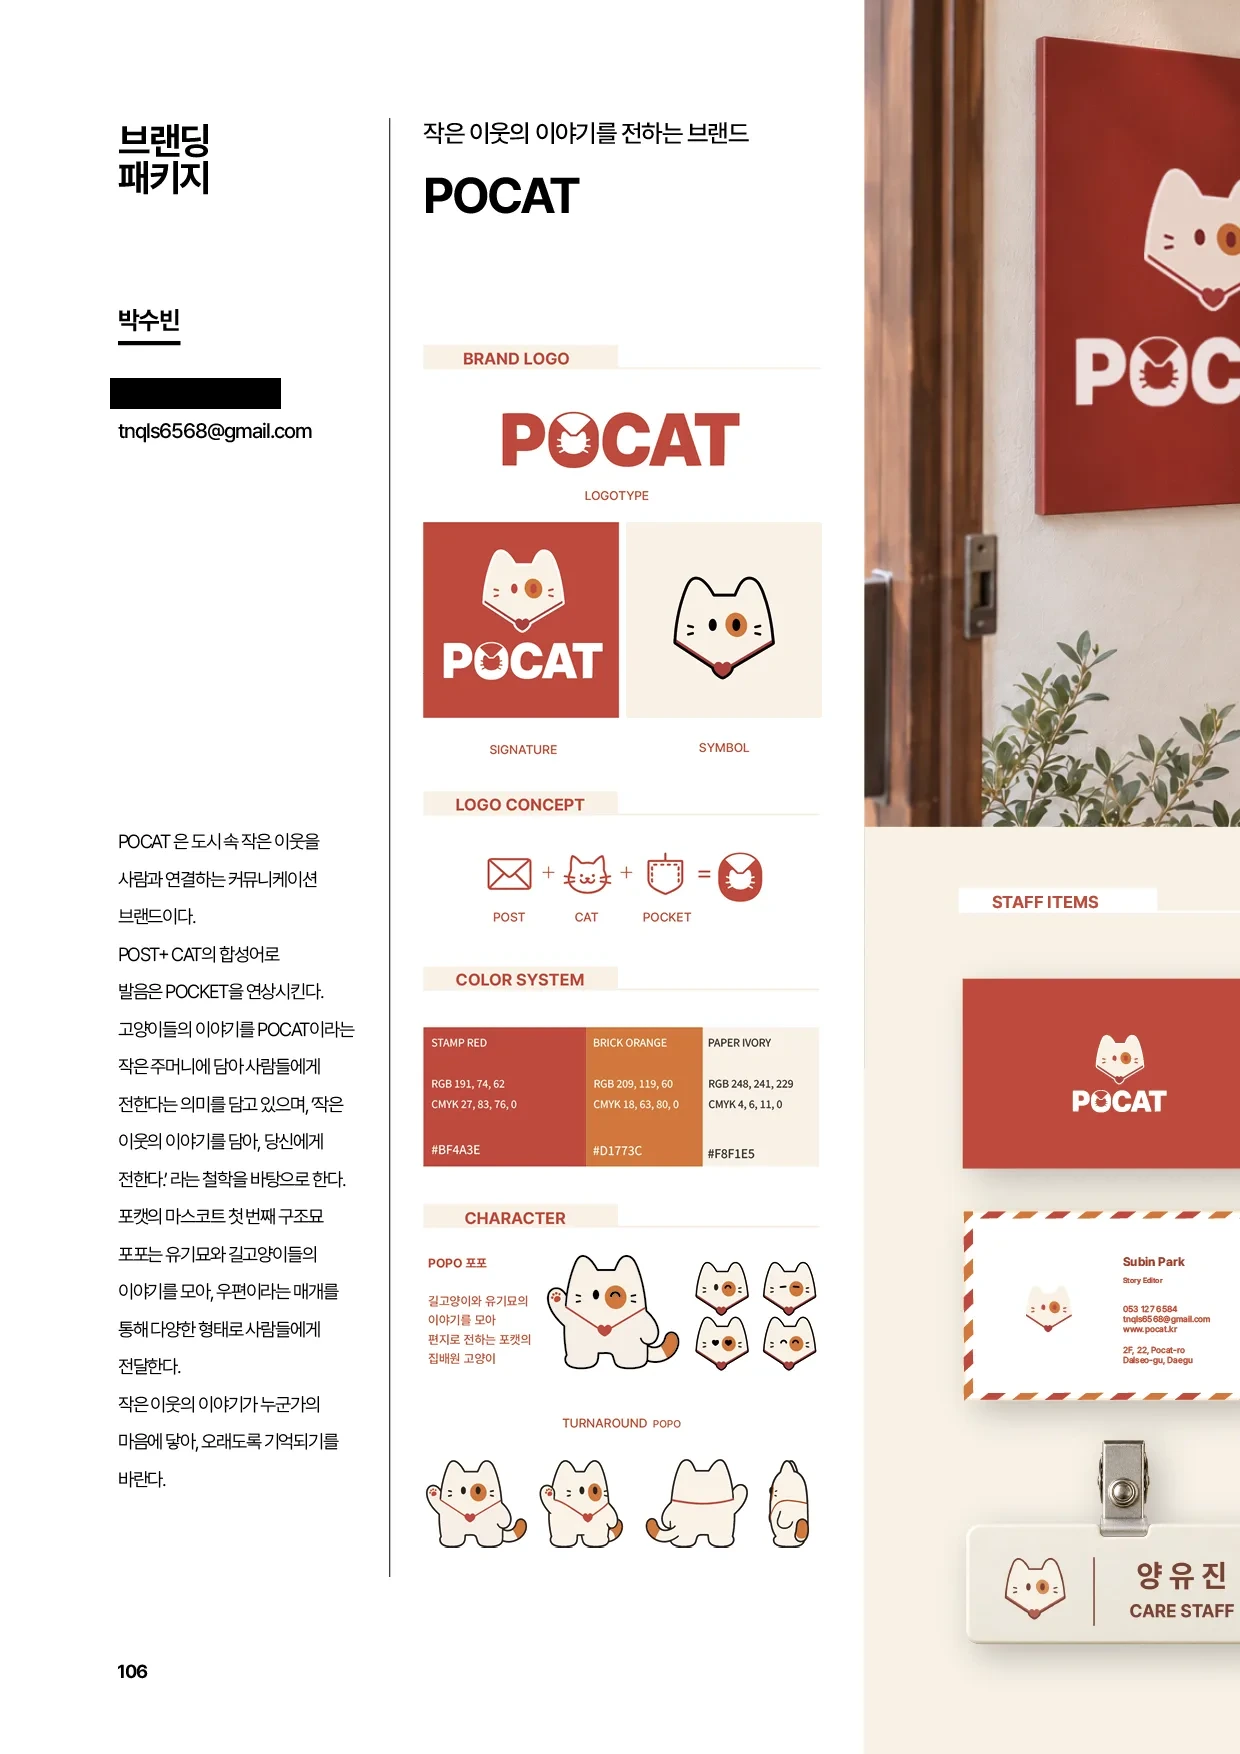 브랜딩
패키지
박수빈
tnqls6568@gmail.com
POCAT 은 도시 속 작은 이웃을
사람과 연결하는 커뮤니케이션
브랜드이다.
POST+ CAT의 합성어로
발음은 POCKET을 연상시킨다.
고양이들의 이야기를 POCAT이라는
작은 주머니에 담아 사람들에게
전한다는 의미를 담고 있으며, ‘작은
이웃의 이야기를 담아, 당신에게
전한다.’ 라는 철학을 바탕으로 한다.
포캣의 마스코트 첫 번째 구조묘
포포는 유기묘와 길고양이들의
이야기를 모아, 우편이라는 매개를
통해 다양한 형태로 사람들에게
전달한다.
작은 이웃의 이야기가 누군가의
마음에 닿아, 오래도록 기억되기를
바란다.
106
작은 이웃의 이야기를 전하는 브랜드
POCAT
BRAND LOGO
POCAT
LOGOTYPE
POCAT
SIGNATURE
SYMBOL
LOGO CONCEPT
+ + =
POST CAT POCKET
COLOR SYSTEM
STAMP RED
RGB 191, 74, 62
CMYK 27, 83, 76, 0
#BF4A3E
BRICK ORANGE
RGB 209, 119, 60
CMYK 18, 63, 80, 0
#D1773C
PAPER IVORY
RGB 248, 241, 229
CMYK 4, 6, 11, 0
#F8F1E5
CHARACTER
POPO 포포
길고양이와 유기묘의
이야기를 모아
편지로 전하는 포캣의
집배원 고양이
TURNAROUND POPO
POC
STAFF ITEMS
POCAT
Subin Park
Story Editor
053 127 6584
tnqls6568@gmail.com
www.pocat.kr
2F, 22, Pocat-ro
Dalseo-gu, Daegu
양유진
CARE STAFF